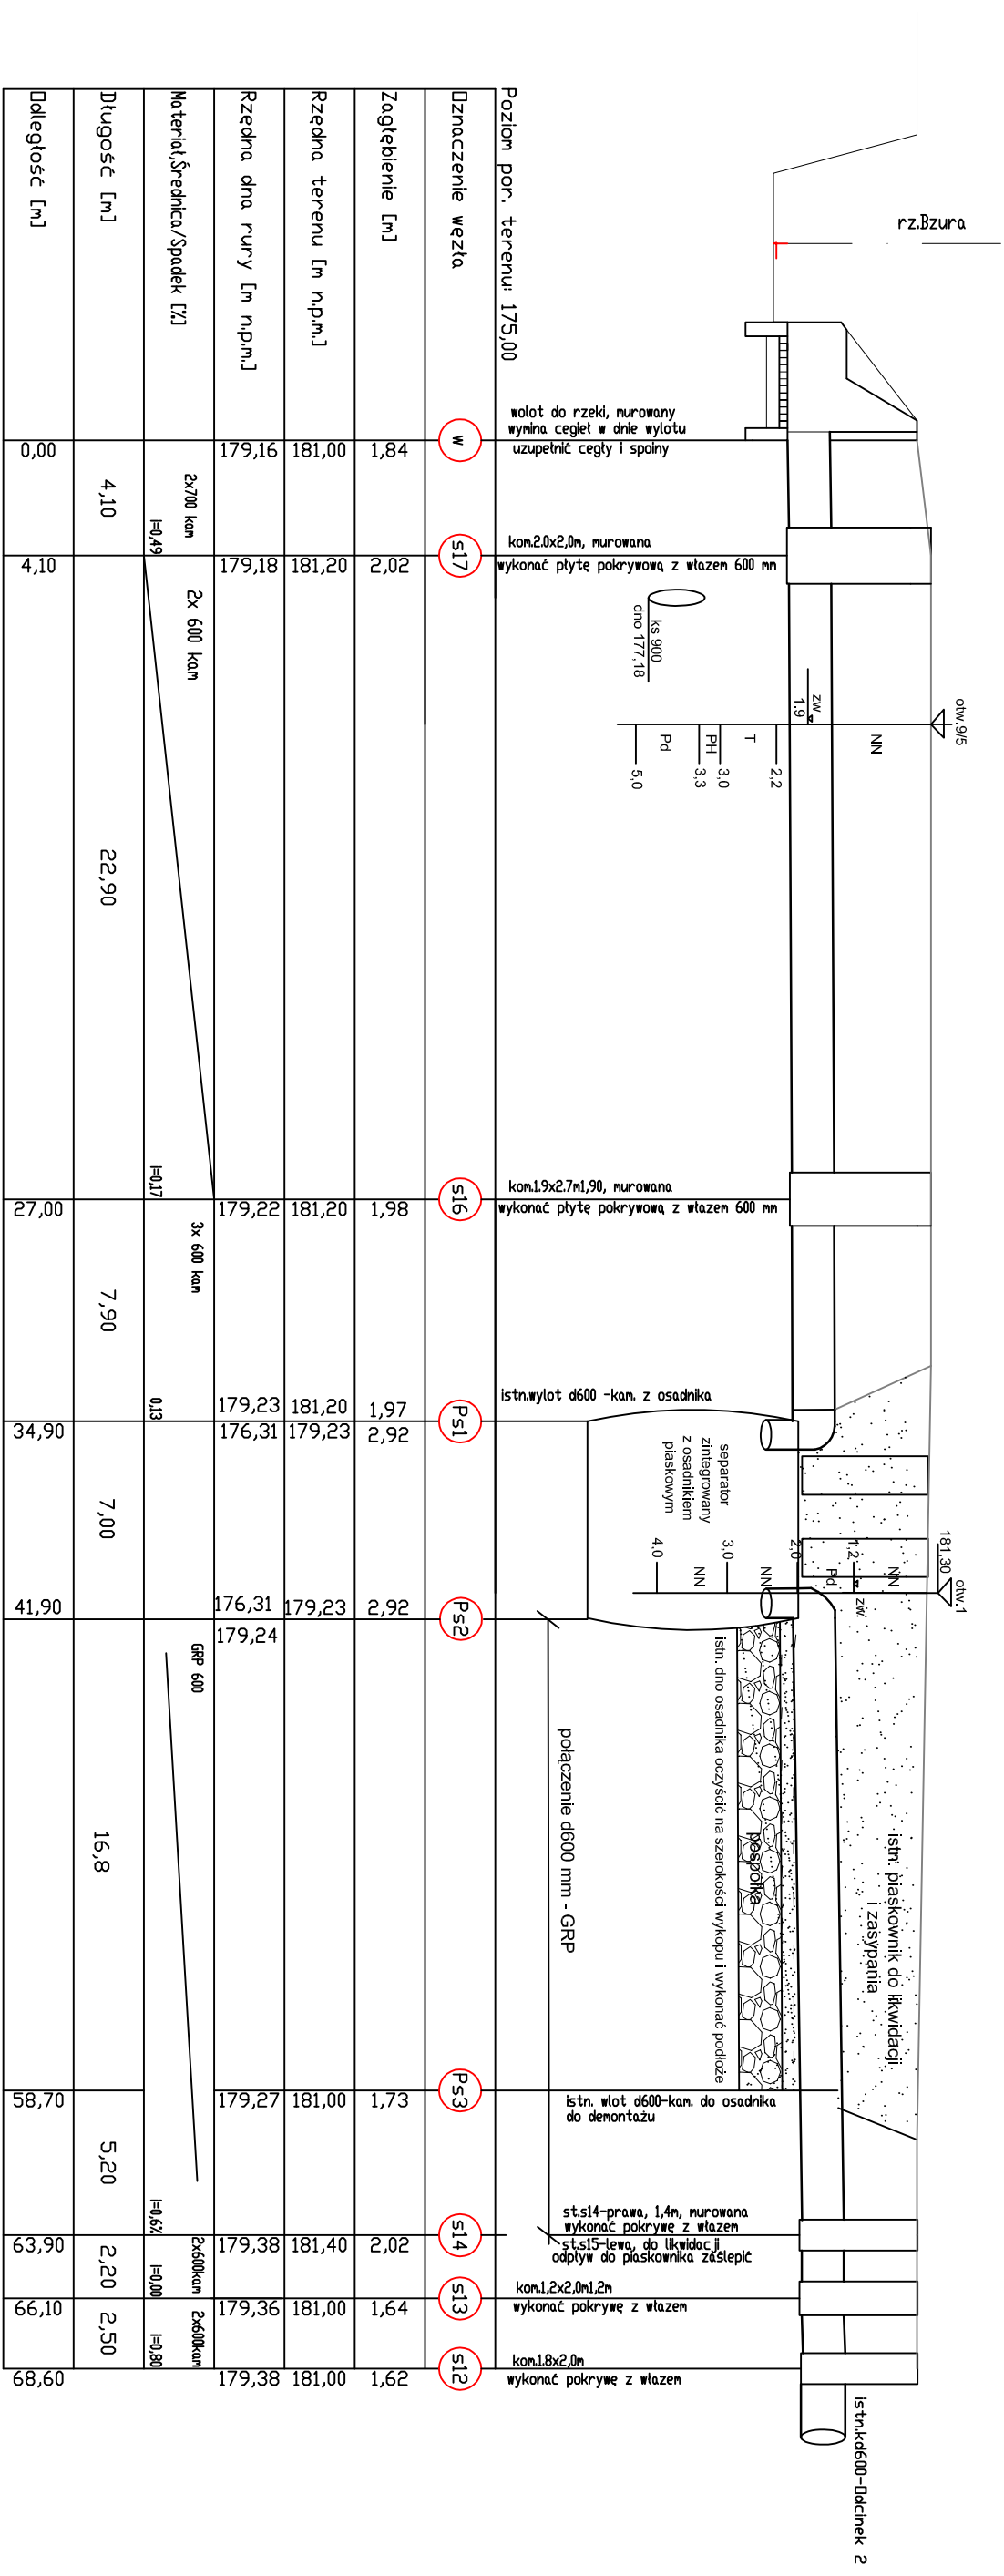 rz.Bzura
otw.9/5
NN
zw
1.9
2,2
T
3,0
PH
3,3
Pd
5,0
ks 900
dno 177,18
181,30
otw.1
NN
zw.
1,2
Pd
2,0
NN
3,0
NN
4,0
separator
zintegrowany
z osadnikiem
piaskowym
istn. piaskownik do likwidacji
i zasypania
pospółka
istn. dno osadnika oczyścić na szerokości wykopu i wykonać podłoże
połączenie d600 mm - GRP
istn.kd600-Odcinek 2
wolot do rzeki, murowany
wymina cegieł w dnie wylotu
uzupełnić cegły i spoiny
kom.2.0x2,0m, murowana
wykonać płytę pokrywową z włazem 600 mm
kom.1.9x2.7m1,90, murowana
wykonać płytę pokrywową z włazem 600 mm
istn.wylot d600 -kam. z osadnika
istn. wlot d600-kam. do osadnika
do demontażu
st.s14-prawa, 1,4m, murowana
wykonać pokrywę z włazem
st.s15-lewa, do likwidacji
odpływ do piaskownika zaślepić
kom.1,2x2,0m1,2m
wykonać pokrywę z włazem
kom.1.8x2,0m
wykonać pokrywę z włazem
Poziom por. terenu: 175,00
Oznaczenie węzła w s17 s16 Ps1 Ps2 Ps3 s14 s13 s12
Zagłębienie [m] 1,84 2,02 1,98 1,97 2,92 2,92 1,73 2,02 1,64 1,62
Rzędna terenu [m n.p.m.] 181,00 181,20 181,20 181,20 179,23 179,23 181,00 181,40 181,00 181,00
Rzędna dna rury [m n.p.m.] 179,16 179,18 179,22 179,23 176,31 176,31 179,24 179,27 179,38 179,36 179,38
Materiał,Średnica/Spadek [%] 2x700 kam 2x 600 kam 3x 600 kam GRP 600 2x600kam 2x600kam
i=0,49 i=0,17 0,13 i=0,6% i=0,00 i=0,80
Długość [m] 4,10 22,90 7,90 7,00 16,8 5,20 2,20 2,50
Odległość [m] 0,00 4,10 27,00 34,90 41,90 58,70 63,90 66,10 68,60